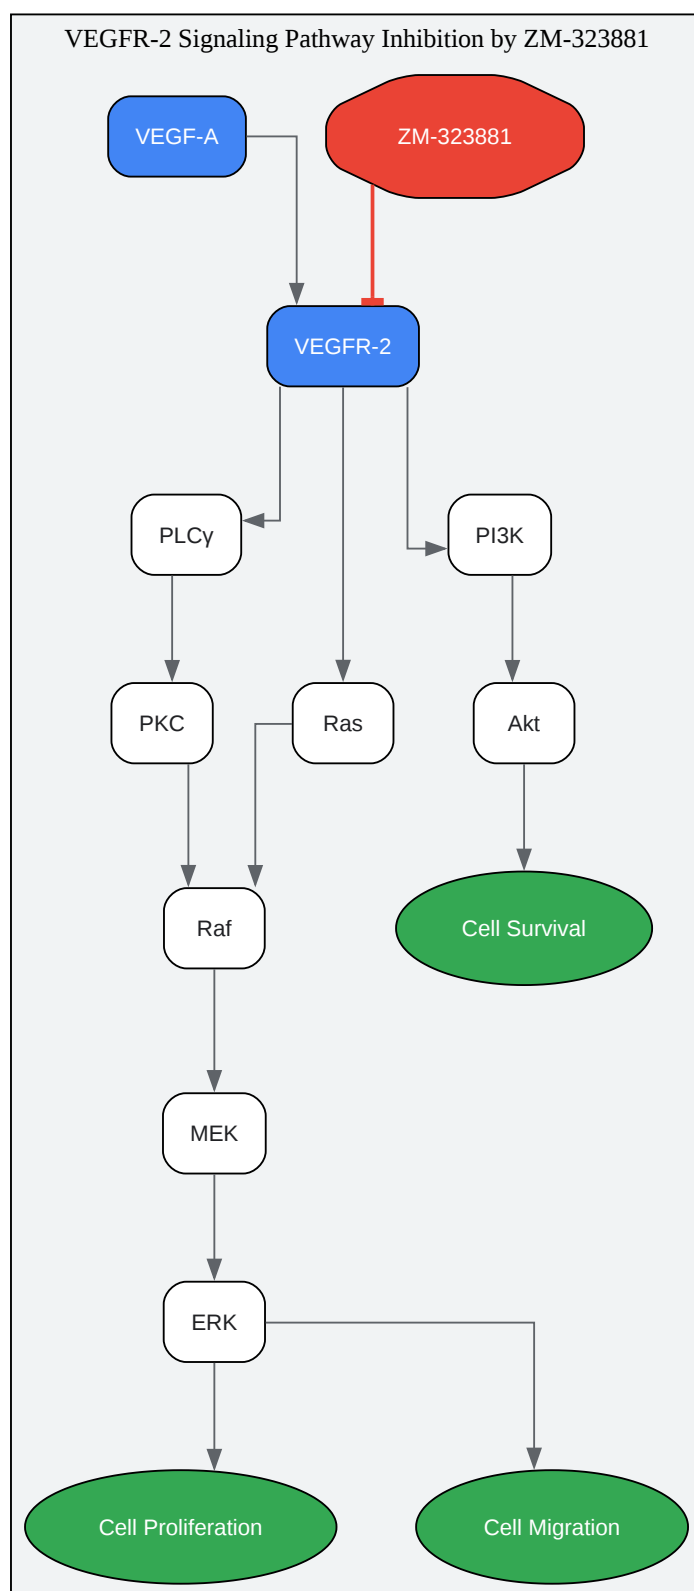 VEGFR-2 Signaling Pathway Inhibition by ZM-323881
VEGF-A
ZM-323881
VEGFR-2
PLCγ
PI3K
PKC
Ras
Akt
Raf
Cell Survival
MEK
ERK
Cell Proliferation
Cell Migration